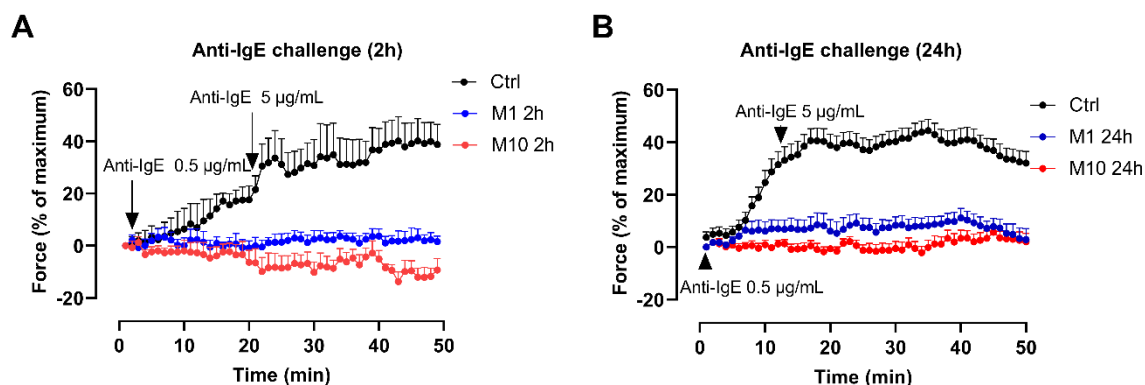 A
Anti-IgE challenge (2h)
Force (% of maximum)
60
40
20
0
-20
Anti-IgE 5 µg/mL
Anti-IgE 0.5 µg/mL
Ctrl
M1 2h
M10 2h
0 10 20 30 40 50
Time (min)
B
Anti-IgE challenge (24h)
Force (% of maximum)
60
40
20
0
-20
Anti-IgE 5 µg/mL
Anti-IgE 0.5 µg/mL
Ctrl
M1 24h
M10 24h
0 10 20 30 40 50
Time (min)